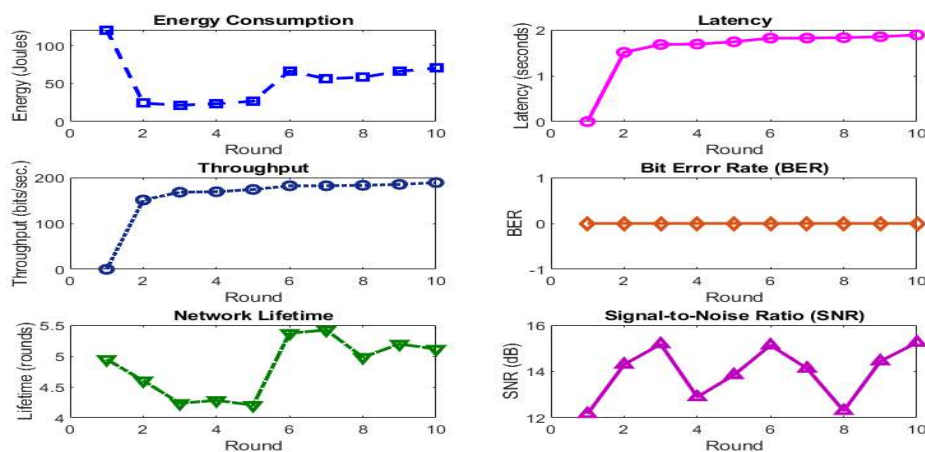 Energy Consumption
Energy (Joules)
100
50
0
0 2 4 6 8 10
Round
Latency
Latency (seconds)
2
1
0
0 2 4 6 8 10
Round
Throughput
Throughput (bits/sec.)
200
100
0
0 2 4 6 8 10
Round
Bit Error Rate (BER)
BER
1
0
-1
0 2 4 6 8 10
Round
Network Lifetime
Lifetime (rounds)
5.5
5
4.5
4
0 2 4 6 8 10
Round
Signal-to-Noise Ratio (SNR)
SNR (dB)
16
14
12
0 2 4 6 8 10
Round